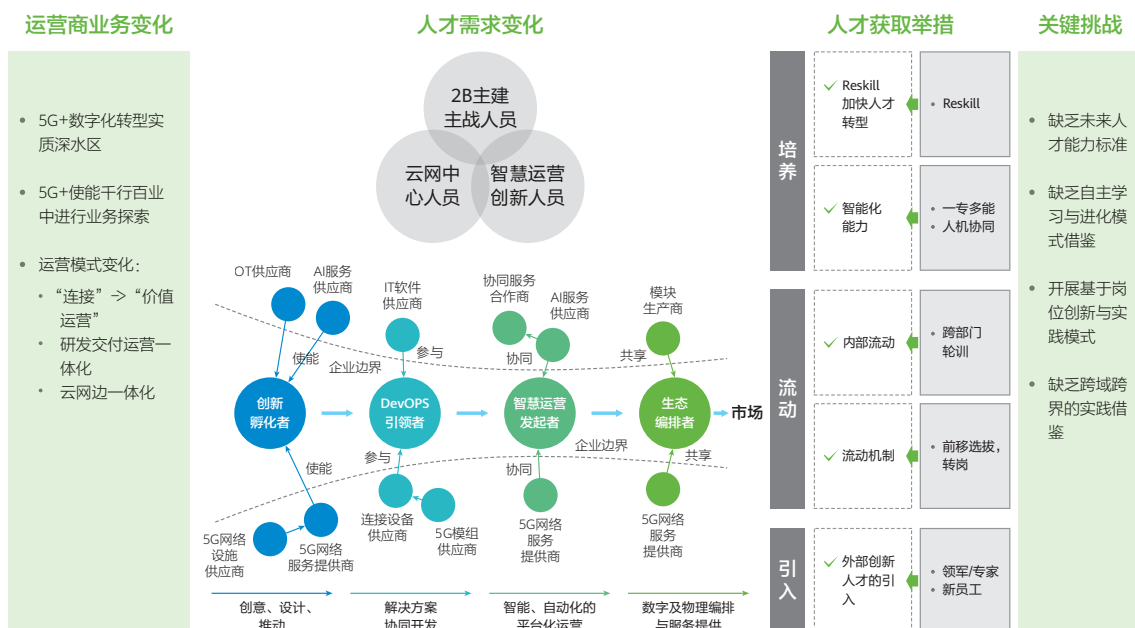 运营商业务变化
人才需求变化
人才获取举措
关键挑战
• 5G+数字化转型实
质深水区
• 5G+使能千行百业
中进行业务探索
• 运营模式变化：
• “连接” -> “价值
运营”
• 研发交付运营一
体化
• 云网边一体化
2B主建
主战人员
云网中
心人员
智慧运营
创新人员
OT供应商
AI服务
供应商
IT软件
供应商
协同服务
合作商
AI服务
供应商
模块
生产商
使能
企业边界
参与
协同
共享
创新
孵化者
DevOPS
引领者
智慧运营
发起者
生态
编排者
市场
使能
参与
协同
企业边界
共享
5G网络
设施
供应商
5G网络
服务提供商
连接设备
供应商
5G模组
供应商
5G网络
服务
提供商
5G网络
服务
提供商
创意、设计、
推动
解决方案
协同开发
智能、自动化的
平台化运营
数字及物理编排
与服务提供
培养
Reskill
加快人才
转型
• Reskill
智能化
能力
• 一专多能
• 人机协同
流动
内部流动
• 跨部门
轮训
流动机制
• 前移选拔，
转岗
引入
外部创新
人才的引
入
• 领军/专家
• 新员工
• 缺乏未来人
才能力标准
• 缺乏自主学
习与进化模
式借鉴
• 开展基于岗
位创新与实
践模式
• 缺乏跨域跨
界的实践借
鉴